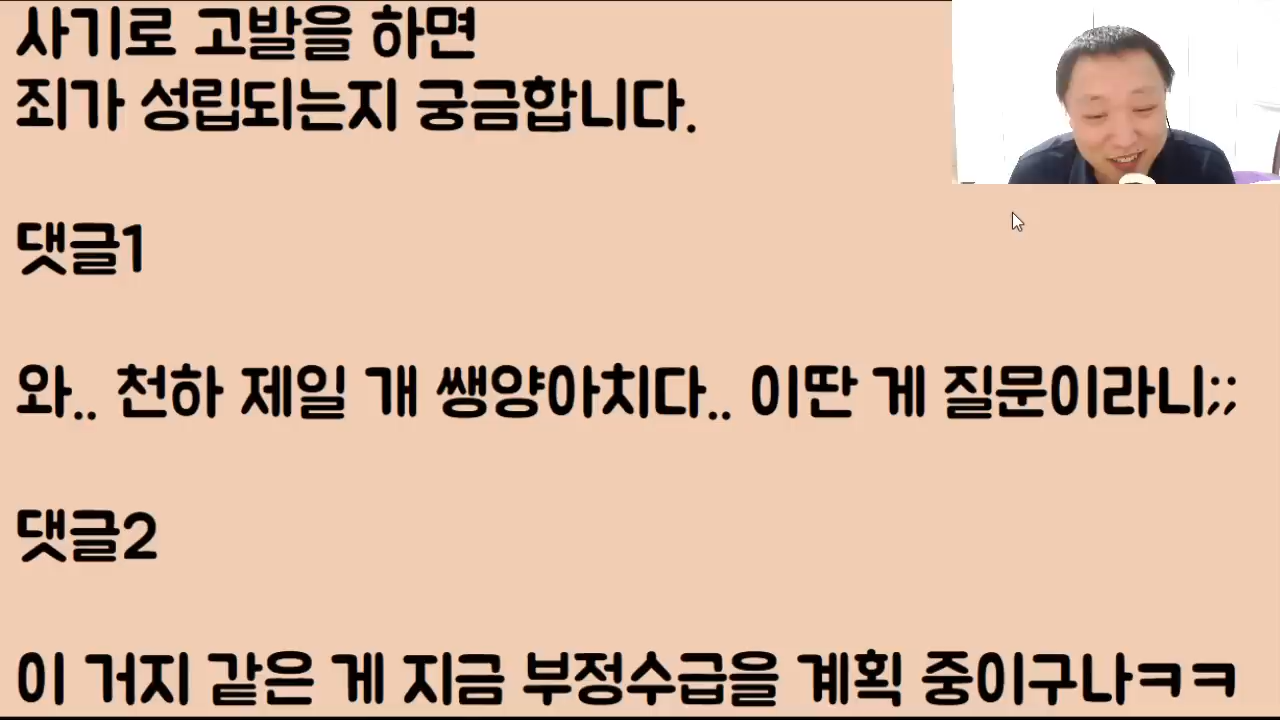 사기로 고발을 하면
죄가 성립되는지 궁금합니다.
댓글1
와.. 천하 제일 개 쌩양아치다.. 이딴 게 질문이라니;;
댓글2
이 거지 같은 게 지금 부정수급을 계획 중이구나ㅋㅋ